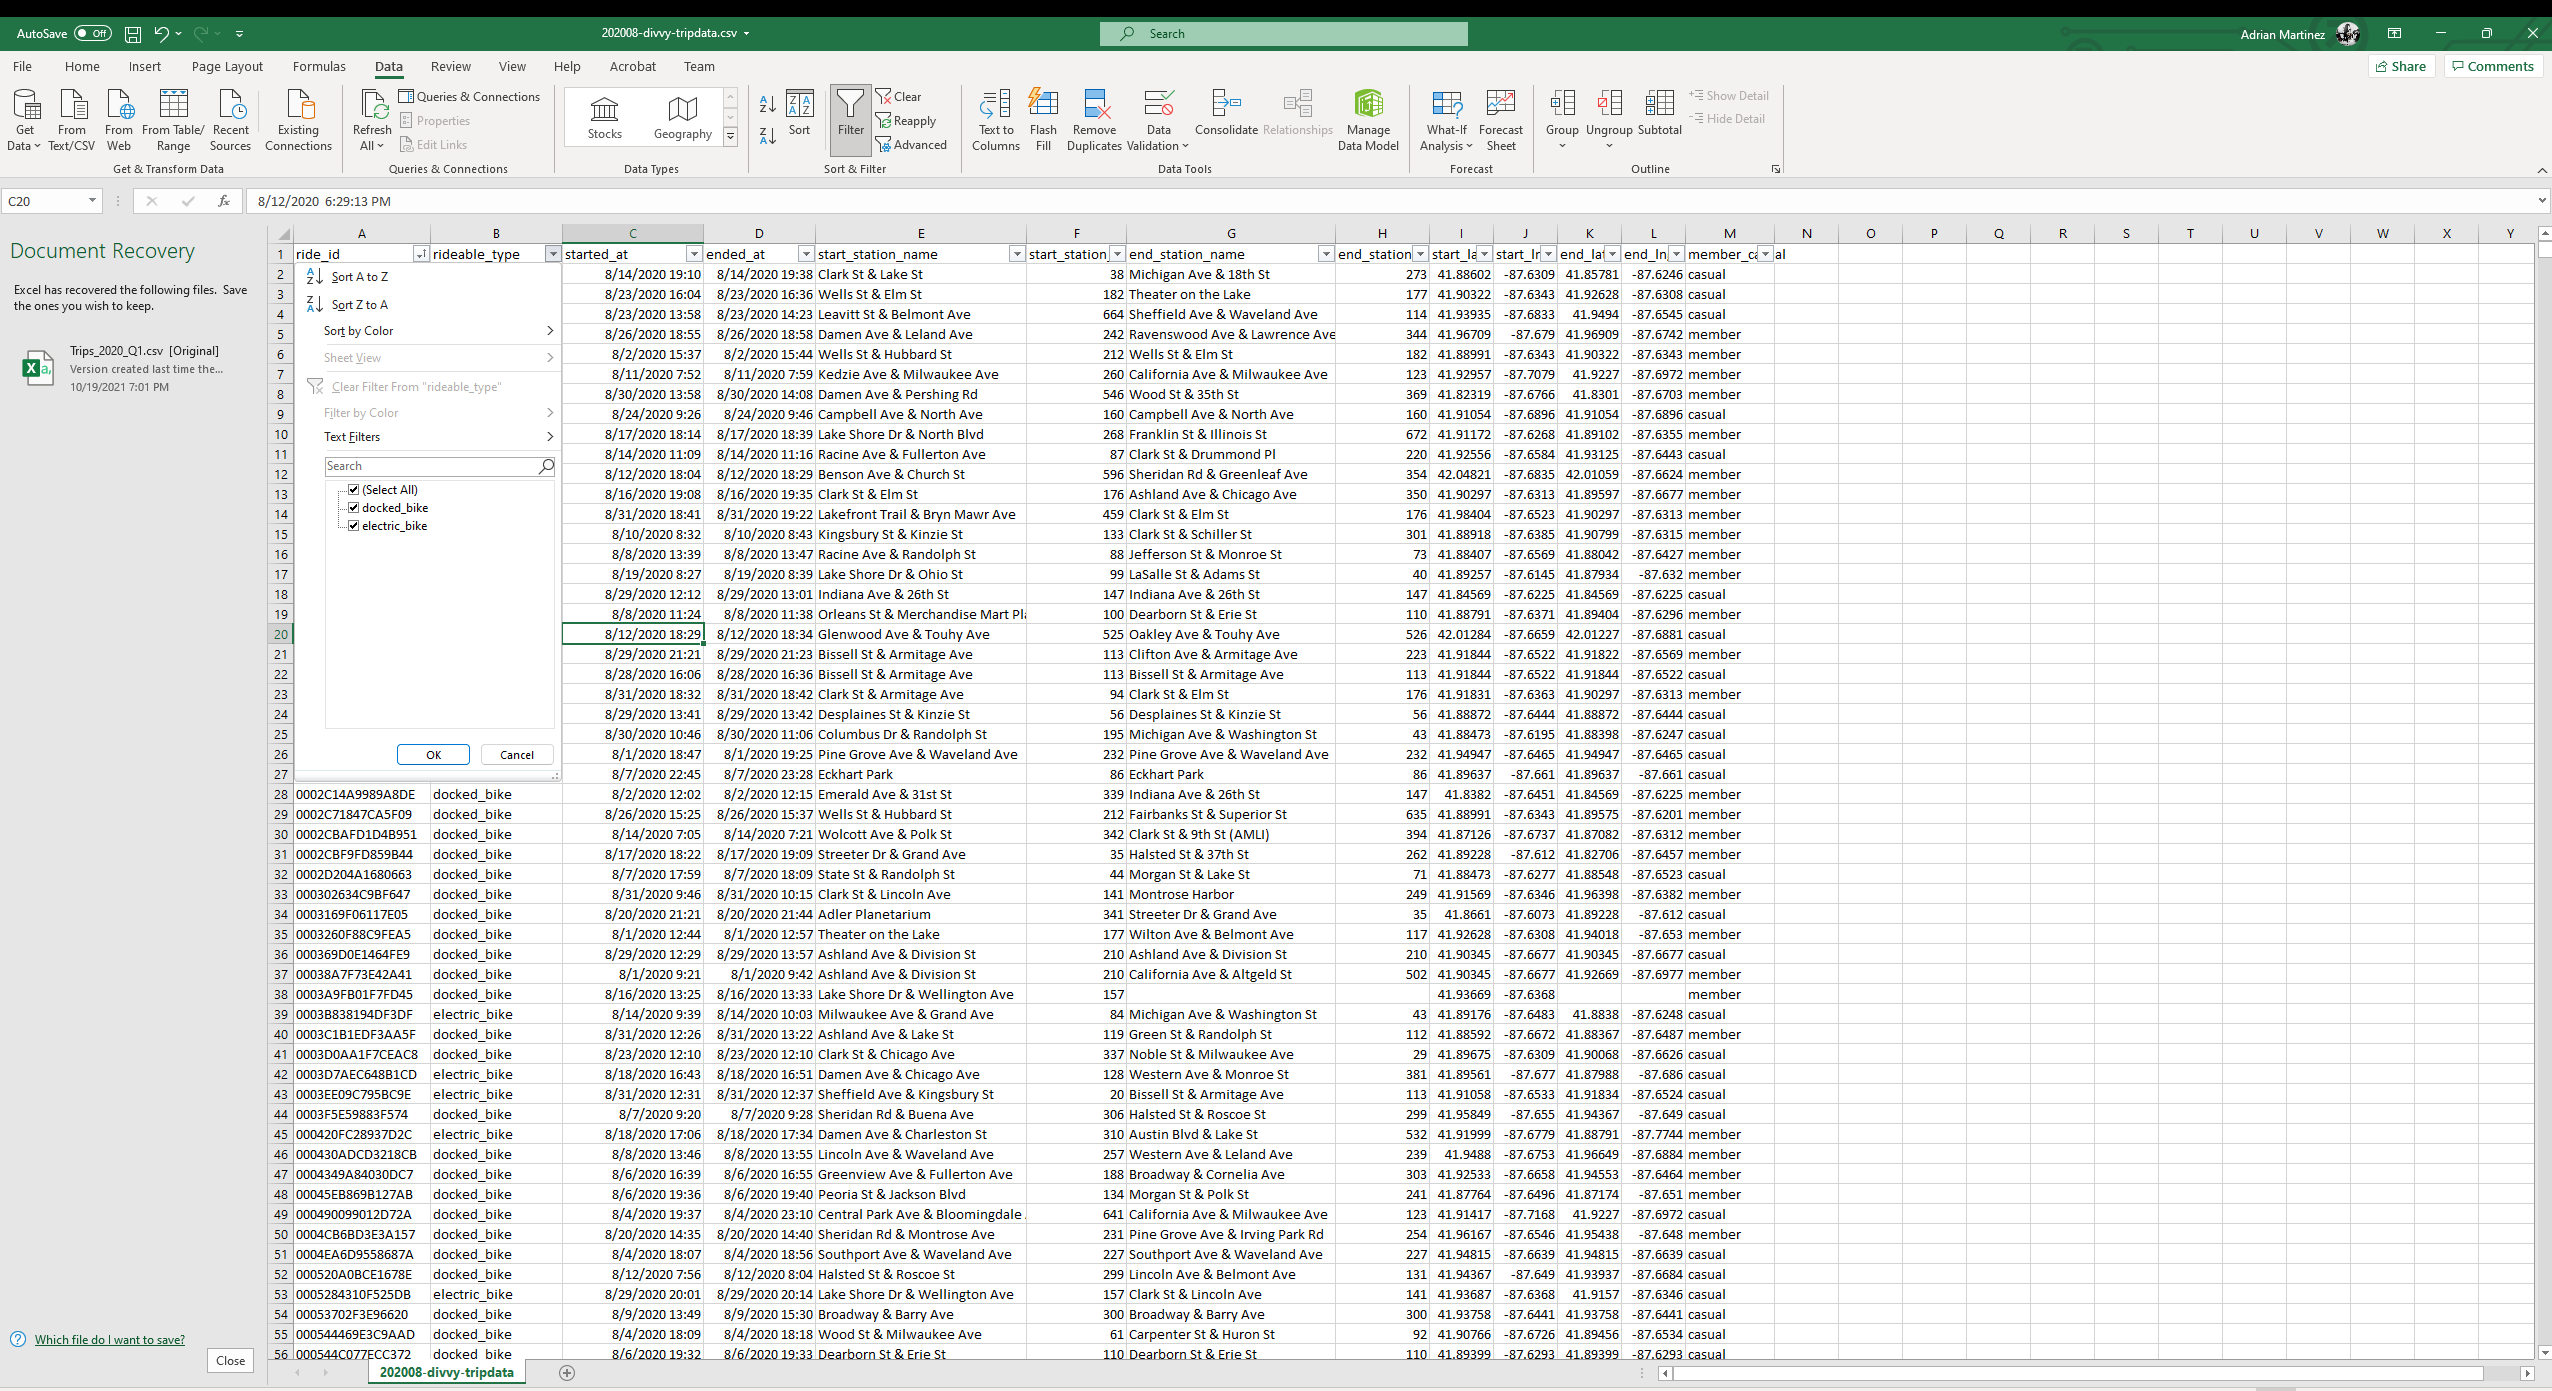 AutoSave Off 202008-divvy-tripdata.csv Search Adrian Martinez
File Home Insert Page Layout Formulas Data Review View Help Acrobat Team Share Comments
Get Data From Text/CSV From Web From Table/ Range Recent Sources Existing Connections
Get & Transform Data
Refresh All Queries & Connections Properties Edit Links
Queries & Connections
Stocks Geography
Data Types
Sort Filter Clear Reapply Advanced
Sort & Filter
Text to Columns Flash Fill Remove Duplicates Data Validation Consolidate Relationships Manage Data Model
Data Tools
What-If Analysis Forecast Sheet
Forecast
Group Ungroup Subtotal Show Detail Hide Detail
Outline
C20 fx 8/12/2020 6:29:13 PM
Document Recovery
Excel has recovered the following files. Save
the ones you wish to keep.
Trips_2020_Q1.csv [Original]
Version created last time the...
10/19/2021 7:01 PM
Which file do I want to save?
Close
A B C D E F G H I J K L M N O P Q R S T U V W X Y
1 ride_id rideable_type started_at ended_at start_station_name start_station end_station_name end_station start_la start_ln end_lat end_ln member_ca al
Sort A to Z
Sort Z to A
Sort by Color
Sheet View
Clear Filter From "rideable_type"
Filter by Color
Text Filters
Search
(Select All)
docked_bike
electric_bike
OK Cancel
2 8/14/2020 19:10 8/14/2020 19:38 Clark St & Lake St 38 Michigan Ave & 18th St 273 41.88602 -87.6309 41.85781 -87.6246 casual
3 8/23/2020 16:04 8/23/2020 16:36 Wells St & Elm St 182 Theater on the Lake 177 41.90322 -87.6343 41.92628 -87.6308 casual
4 8/23/2020 13:58 8/23/2020 14:23 Leavitt St & Belmont Ave 664 Sheffield Ave & Waveland Ave 114 41.93935 -87.6833 41.9494 -87.6545 casual
5 8/26/2020 18:55 8/26/2020 18:58 Damen Ave & Leland Ave 242 Ravenswood Ave & Lawrence Ave 344 41.96709 -87.679 41.96909 -87.6742 member
6 8/2/2020 15:37 8/2/2020 15:44 Wells St & Hubbard St 212 Wells St & Elm St 182 41.88991 -87.6343 41.90322 -87.6343 member
7 8/11/2020 7:52 8/11/2020 7:59 Kedzie Ave & Milwaukee Ave 260 California Ave & Milwaukee Ave 123 41.92957 -87.7079 41.9227 -87.6972 member
8 8/30/2020 13:58 8/30/2020 14:08 Damen Ave & Pershing Rd 546 Wood St & 35th St 369 41.82319 -87.6766 41.8301 -87.6703 member
9 8/24/2020 9:26 8/24/2020 9:46 Campbell Ave & North Ave 160 Campbell Ave & North Ave 160 41.91054 -87.6896 41.91054 -87.6896 casual
10 8/17/2020 18:14 8/17/2020 18:39 Lake Shore Dr & North Blvd 268 Franklin St & Illinois St 672 41.91172 -87.6268 41.89102 -87.6355 member
11 8/14/2020 11:09 8/14/2020 11:16 Racine Ave & Fullerton Ave 87 Clark St & Drummond Pl 220 41.92556 -87.6584 41.93125 -87.6443 casual
12 8/12/2020 18:04 8/12/2020 18:29 Benson Ave & Church St 596 Sheridan Rd & Greenleaf Ave 354 42.04821 -87.6835 42.01059 -87.6624 member
13 8/16/2020 19:08 8/16/2020 19:35 Clark St & Elm St 176 Ashland Ave & Chicago Ave 350 41.90297 -87.6313 41.89597 -87.6677 member
14 8/31/2020 18:41 8/31/2020 19:22 Lakefront Trail & Bryn Mawr Ave 459 Clark St & Elm St 176 41.98404 -87.6523 41.90297 -87.6313 member
15 8/10/2020 8:32 8/10/2020 8:43 Kingsbury St & Kinzie St 133 Clark St & Schiller St 301 41.88918 -87.6385 41.90799 -87.6315 member
16 8/8/2020 13:39 8/8/2020 13:47 Racine Ave & Randolph St 88 Jefferson St & Monroe St 73 41.88407 -87.6569 41.88042 -87.6427 member
17 8/19/2020 8:27 8/19/2020 8:39 Lake Shore Dr & Ohio St 99 LaSalle St & Adams St 40 41.89257 -87.6145 41.87934 -87.632 member
18 8/29/2020 12:12 8/29/2020 13:01 Indiana Ave & 26th St 147 Indiana Ave & 26th St 147 41.84569 -87.6225 41.84569 -87.6225 casual
19 8/8/2020 11:24 8/8/2020 11:38 Orleans St & Merchandise Mart Pla 100 Dearborn St & Erie St 110 41.88791 -87.6371 41.89404 -87.6296 member
20 8/12/2020 18:29 8/12/2020 18:34 Glenwood Ave & Touhy Ave 525 Oakley Ave & Touhy Ave 526 42.01284 -87.6659 42.01227 -87.6881 casual
21 8/29/2020 21:21 8/29/2020 21:23 Bissell St & Armitage Ave 113 Clifton Ave & Armitage Ave 223 41.91844 -87.6522 41.91822 -87.6569 member
22 8/28/2020 16:06 8/28/2020 16:36 Bissell St & Armitage Ave 113 Bissell St & Armitage Ave 113 41.91844 -87.6522 41.91844 -87.6522 casual
23 8/31/2020 18:32 8/31/2020 18:42 Clark St & Armitage Ave 94 Clark St & Elm St 176 41.91831 -87.6363 41.90297 -87.6313 member
24 8/29/2020 13:41 8/29/2020 13:42 Desplaines St & Kinzie St 56 Desplaines St & Kinzie St 56 41.88872 -87.6444 41.88872 -87.6444 casual
25 8/30/2020 10:46 8/30/2020 11:06 Columbus Dr & Randolph St 195 Michigan Ave & Washington St 43 41.88473 -87.6195 41.88398 -87.6247 casual
26 8/1/2020 18:47 8/1/2020 19:25 Pine Grove Ave & Waveland Ave 232 Pine Grove Ave & Waveland Ave 232 41.94947 -87.6465 41.94947 -87.6465 casual
27 8/7/2020 22:45 8/7/2020 23:28 Eckhart Park 86 Eckhart Park 86 41.89637 -87.661 41.89637 -87.661 casual
28 0002C14A9989A8DE docked_bike 8/2/2020 12:02 8/2/2020 12:15 Emerald Ave & 31st St 339 Indiana Ave & 26th St 147 41.8382 -87.6451 41.84569 -87.6225 member
29 0002C71847CA5F09 docked_bike 8/26/2020 15:25 8/26/2020 15:37 Wells St & Hubbard St 212 Fairbanks St & Superior St 635 41.88991 -87.6343 41.89575 -87.6201 member
30 0002CBAFD1D4B951 docked_bike 8/14/2020 7:05 8/14/2020 7:21 Wolcott Ave & Polk St 342 Clark St & 9th St (AMLI) 394 41.87126 -87.6737 41.87082 -87.6312 member
31 0002CBF9FD859B44 docked_bike 8/17/2020 18:22 8/17/2020 19:09 Streeter Dr & Grand Ave 35 Halsted St & 37th St 262 41.89228 -87.612 41.82706 -87.6457 member
32 0002D204A1680663 docked_bike 8/7/2020 17:59 8/7/2020 18:09 State St & Randolph St 44 Morgan St & Lake St 71 41.88473 -87.6277 41.88548 -87.6523 casual
33 000302634C9BF647 docked_bike 8/31/2020 9:46 8/31/2020 10:15 Clark St & Lincoln Ave 141 Montrose Harbor 249 41.91569 -87.6346 41.96398 -87.6382 member
34 0003169F06117E05 docked_bike 8/20/2020 21:21 8/20/2020 21:44 Adler Planetarium 341 Streeter Dr & Grand Ave 35 41.8661 -87.6073 41.89228 -87.612 casual
35 0003260F88C9FEA5 docked_bike 8/1/2020 12:44 8/1/2020 12:57 Theater on the Lake 177 Wilton Ave & Belmont Ave 117 41.92628 -87.6308 41.94018 -87.653 member
36 000369D0E1464FE9 docked_bike 8/29/2020 12:29 8/29/2020 13:57 Ashland Ave & Division St 210 Ashland Ave & Division St 210 41.90345 -87.6677 41.90345 -87.6677 casual
37 00038A7F73E42A41 docked_bike 8/1/2020 9:21 8/1/2020 9:42 Ashland Ave & Division St 210 California Ave & Altgeld St 502 41.90345 -87.6677 41.92669 -87.6977 member
38 0003A9FB01F7FD45 docked_bike 8/16/2020 13:25 8/16/2020 13:33 Lake Shore Dr & Wellington Ave 157 41.93669 -87.6368 member
39 0003B838194DF3DF electric_bike 8/14/2020 9:39 8/14/2020 10:03 Milwaukee Ave & Grand Ave 84 Michigan Ave & Washington St 43 41.89176 -87.6483 41.8838 -87.6248 casual
40 0003C1B1EDF3AA5F docked_bike 8/31/2020 12:26 8/31/2020 13:22 Ashland Ave & Lake St 119 Green St & Randolph St 112 41.88592 -87.6672 41.88367 -87.6487 member
41 0003D0AA1F7CEAC8 docked_bike 8/23/2020 12:10 8/23/2020 12:10 Clark St & Chicago Ave 337 Noble St & Milwaukee Ave 29 41.89675 -87.6309 41.90068 -87.6626 casual
42 0003D7AEC648B1CD electric_bike 8/18/2020 16:43 8/18/2020 16:51 Damen Ave & Chicago Ave 128 Western Ave & Monroe St 381 41.89561 -87.677 41.87988 -87.686 casual
43 0003EE09C795BC9E electric_bike 8/31/2020 12:31 8/31/2020 12:37 Sheffield Ave & Kingsbury St 20 Bissell St & Armitage Ave 113 41.91058 -87.6533 41.91834 -87.6524 casual
44 0003F5E59883F574 docked_bike 8/7/2020 9:20 8/7/2020 9:28 Sheridan Rd & Buena Ave 306 Halsted St & Roscoe St 299 41.95849 -87.655 41.94367 -87.649 casual
45 000420FC28937D2C electric_bike 8/18/2020 17:06 8/18/2020 17:34 Damen Ave & Charleston St 310 Austin Blvd & Lake St 532 41.91999 -87.6779 41.88791 -87.7744 member
46 000430ADCD3218CB docked_bike 8/8/2020 13:46 8/8/2020 13:55 Lincoln Ave & Waveland Ave 257 Western Ave & Leland Ave 239 41.9488 -87.6753 41.96649 -87.6884 member
47 0004349A84030DC7 docked_bike 8/6/2020 16:39 8/6/2020 16:55 Greenview Ave & Fullerton Ave 188 Broadway & Cornelia Ave 303 41.92533 -87.6658 41.94553 -87.6464 member
48 00045EB869B127AB docked_bike 8/6/2020 19:36 8/6/2020 19:40 Peoria St & Jackson Blvd 134 Morgan St & Polk St 241 41.87764 -87.6496 41.87174 -87.651 member
49 000490099012D72A docked_bike 8/4/2020 19:37 8/4/2020 23:10 Central Park Ave & Bloomingdale 641 California Ave & Milwaukee Ave 123 41.91417 -87.7168 41.9227 -87.6972 casual
50 0004CB6BD3E3A157 docked_bike 8/20/2020 14:35 8/20/2020 14:40 Sheridan Rd & Montrose Ave 231 Pine Grove Ave & Irving Park Rd 254 41.96167 -87.6546 41.95438 -87.648 member
51 0004EA6D9558687A docked_bike 8/4/2020 18:07 8/4/2020 18:56 Southport Ave & Waveland Ave 227 Southport Ave & Waveland Ave 227 41.94815 -87.6639 41.94815 -87.6639 casual
52 000520A0BCE1678E docked_bike 8/12/2020 7:56 8/12/2020 8:04 Halsted St & Roscoe St 299 Lincoln Ave & Belmont Ave 131 41.94367 -87.649 41.93937 -87.6684 casual
53 0005284310F525DB electric_bike 8/29/2020 20:01 8/29/2020 20:14 Lake Shore Dr & Wellington Ave 157 Clark St & Lincoln Ave 141 41.93687 -87.6368 41.9157 -87.6346 casual
54 00053702F3E96620 docked_bike 8/9/2020 13:49 8/9/2020 15:30 Broadway & Barry Ave 300 Broadway & Barry Ave 300 41.93758 -87.6441 41.93758 -87.6441 casual
55 000544469E3C9AAD docked_bike 8/4/2020 18:09 8/4/2020 18:18 Wood St & Milwaukee Ave 61 Carpenter St & Huron St 92 41.90766 -87.6726 41.89456 -87.6534 casual
56 000544C077ECC372 docked_bike 8/6/2020 19:32 8/6/2020 19:33 Dearborn St & Erie St 110 Dearborn St & Erie St 110 41.89399 -87.6293 41.89399 -87.6293 casual
202008-divvy-tripdata